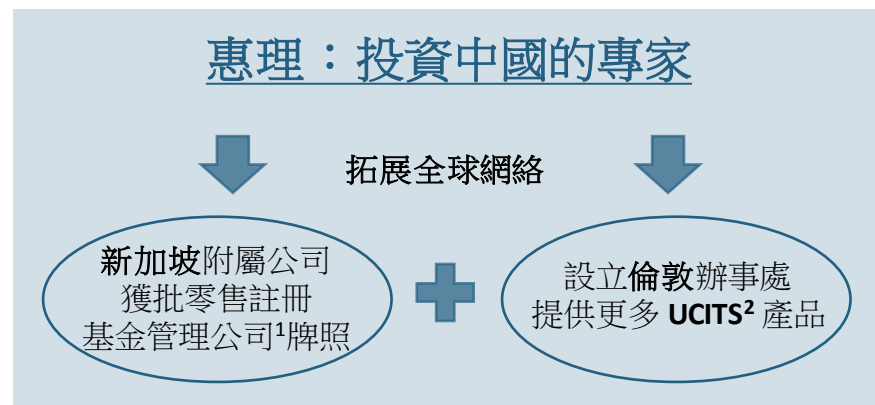 惠理：投資中國的專家
拓展全球網絡
新加坡附屬公司
獲批零售註冊
基金管理公司¹牌照
設立倫敦辦事處
提供更多 UCITS² 產品